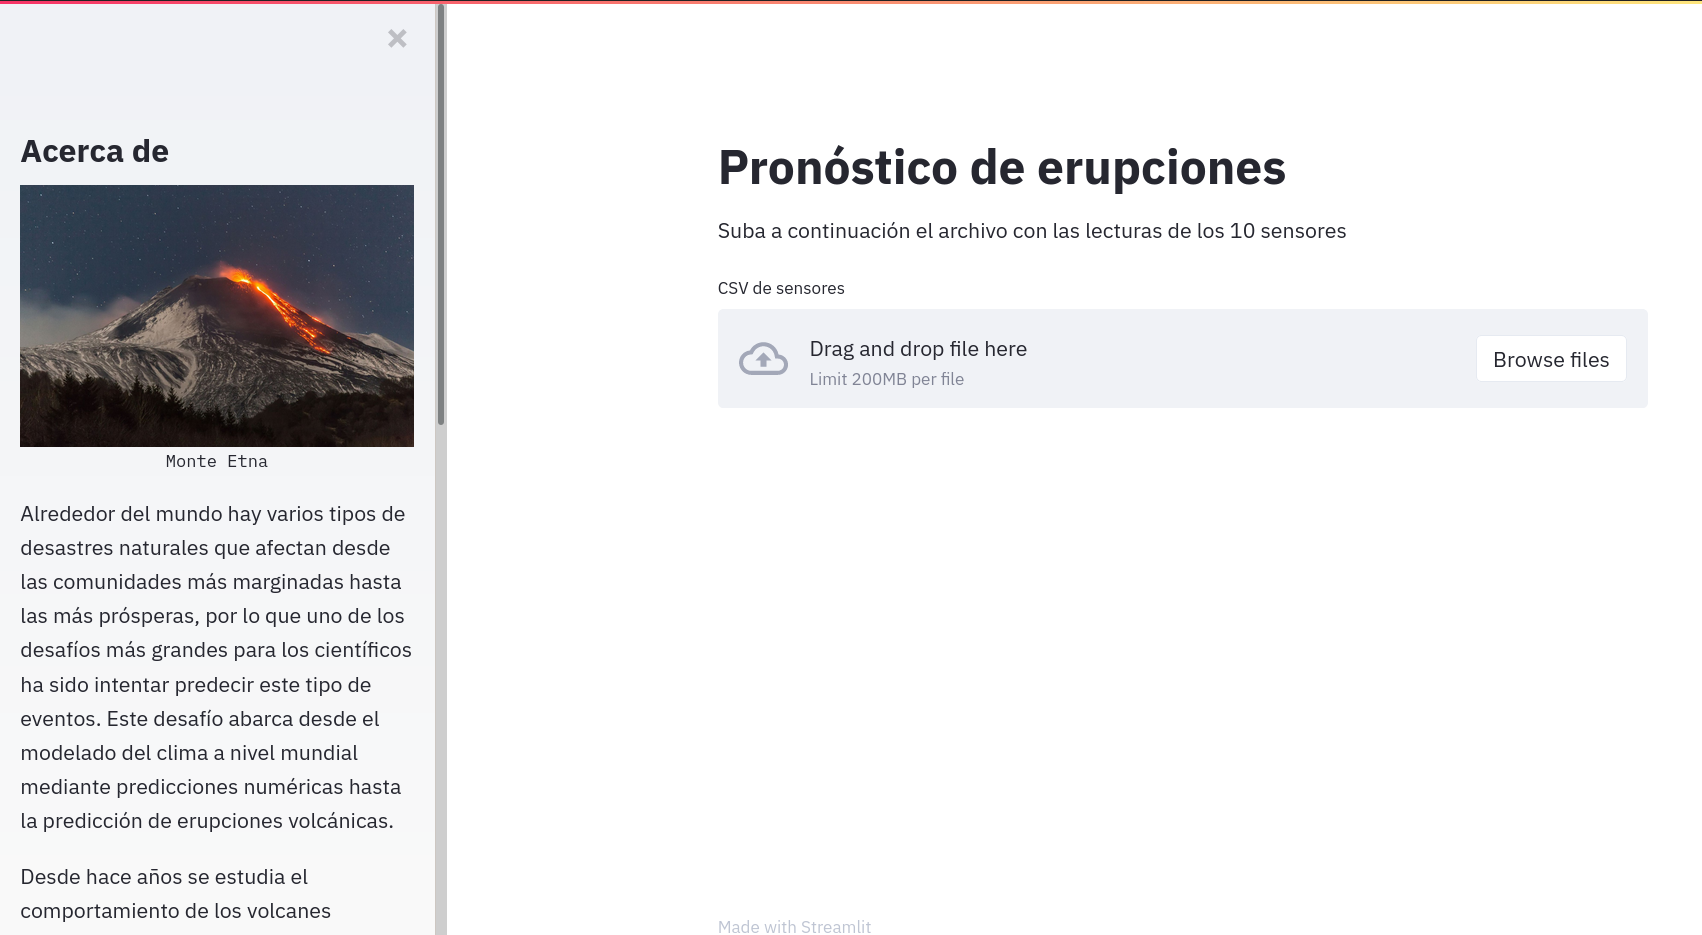 Acerca de
Monte Etna
Alrededor del mundo hay varios tipos de
desastres naturales que afectan desde
las comunidades más marginadas hasta
las más prósperas, por lo que uno de los
desafíos más grandes para los científicos
ha sido intentar predecir este tipo de
eventos. Este desafío abarca desde el
modelado del clima a nivel mundial
mediante predicciones numéricas hasta
la predicción de erupciones volcánicas.
Desde hace años se estudia el
comportamiento de los volcanes
Pronóstico de erupciones
Suba a continuación el archivo con las lecturas de los 10 sensores
CSV de sensores
Drag and drop file here
Limit 200MB per file
Browse files
Made with Streamlit